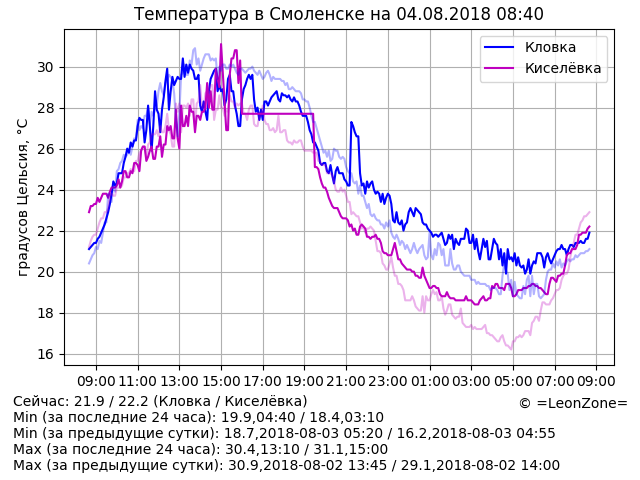 Температура в Смоленске на 04.08.2018 08:40
Кловка
Киселёвка
градусов Цельсия, °C
30
28
26
24
22
20
18
16
09:00 11:00 13:00 15:00 17:00 19:00 21:00 23:00 01:00 03:00 05:00 07:00 09:00
Сейчас: 21.9 / 22.2 (Кловка / Киселёвка)
© =LeonZone=
Min (за последние 24 часа): 19.9,04:40 / 18.4,03:10
Min (за предыдущие сутки): 18.7,2018-08-03 05:20 / 16.2,2018-08-03 04:55
Max (за последние 24 часа): 30.4,13:10 / 31.1,15:00
Max (за предыдущие сутки): 30.9,2018-08-02 13:45 / 29.1,2018-08-02 14:00